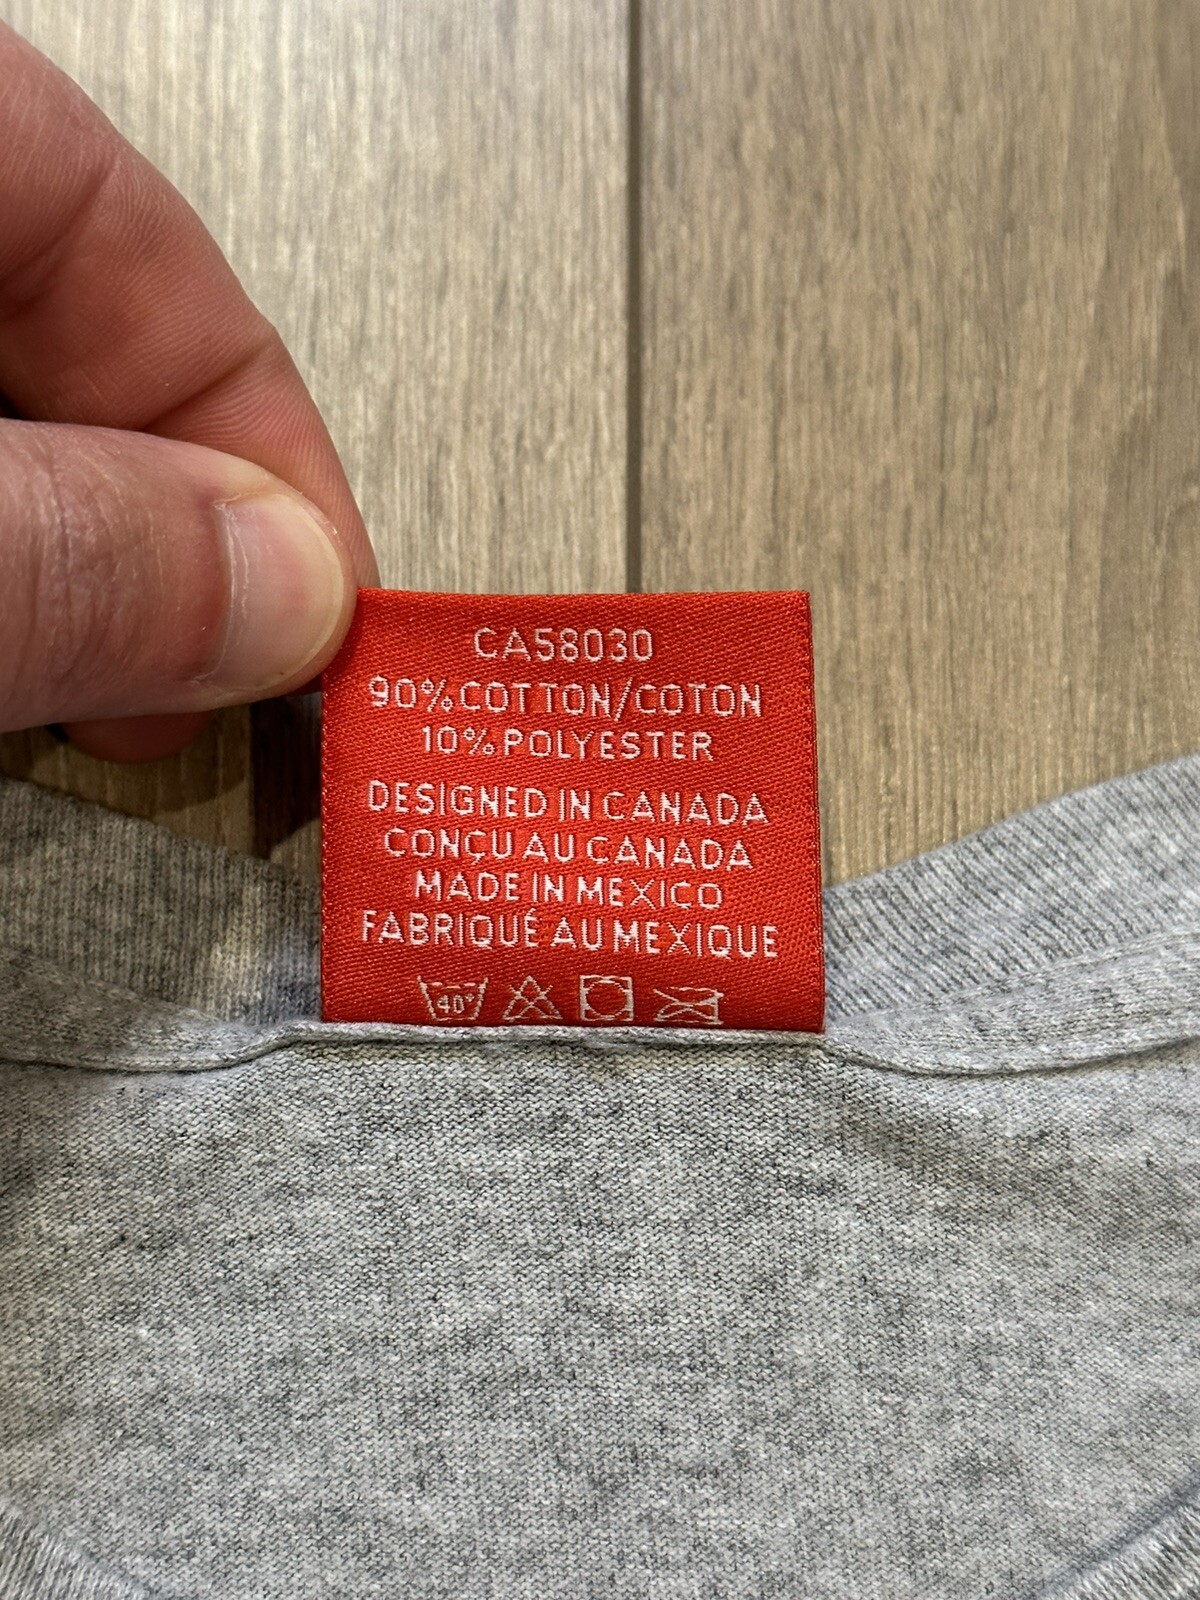 CA58030
90% COTTON/COTON
10% POLYESTER
DESIGNED IN CANADA
CONÇU AU CANADA
MADE IN MEXICO
FABRIQUÉ AU MEXIQUE
40°